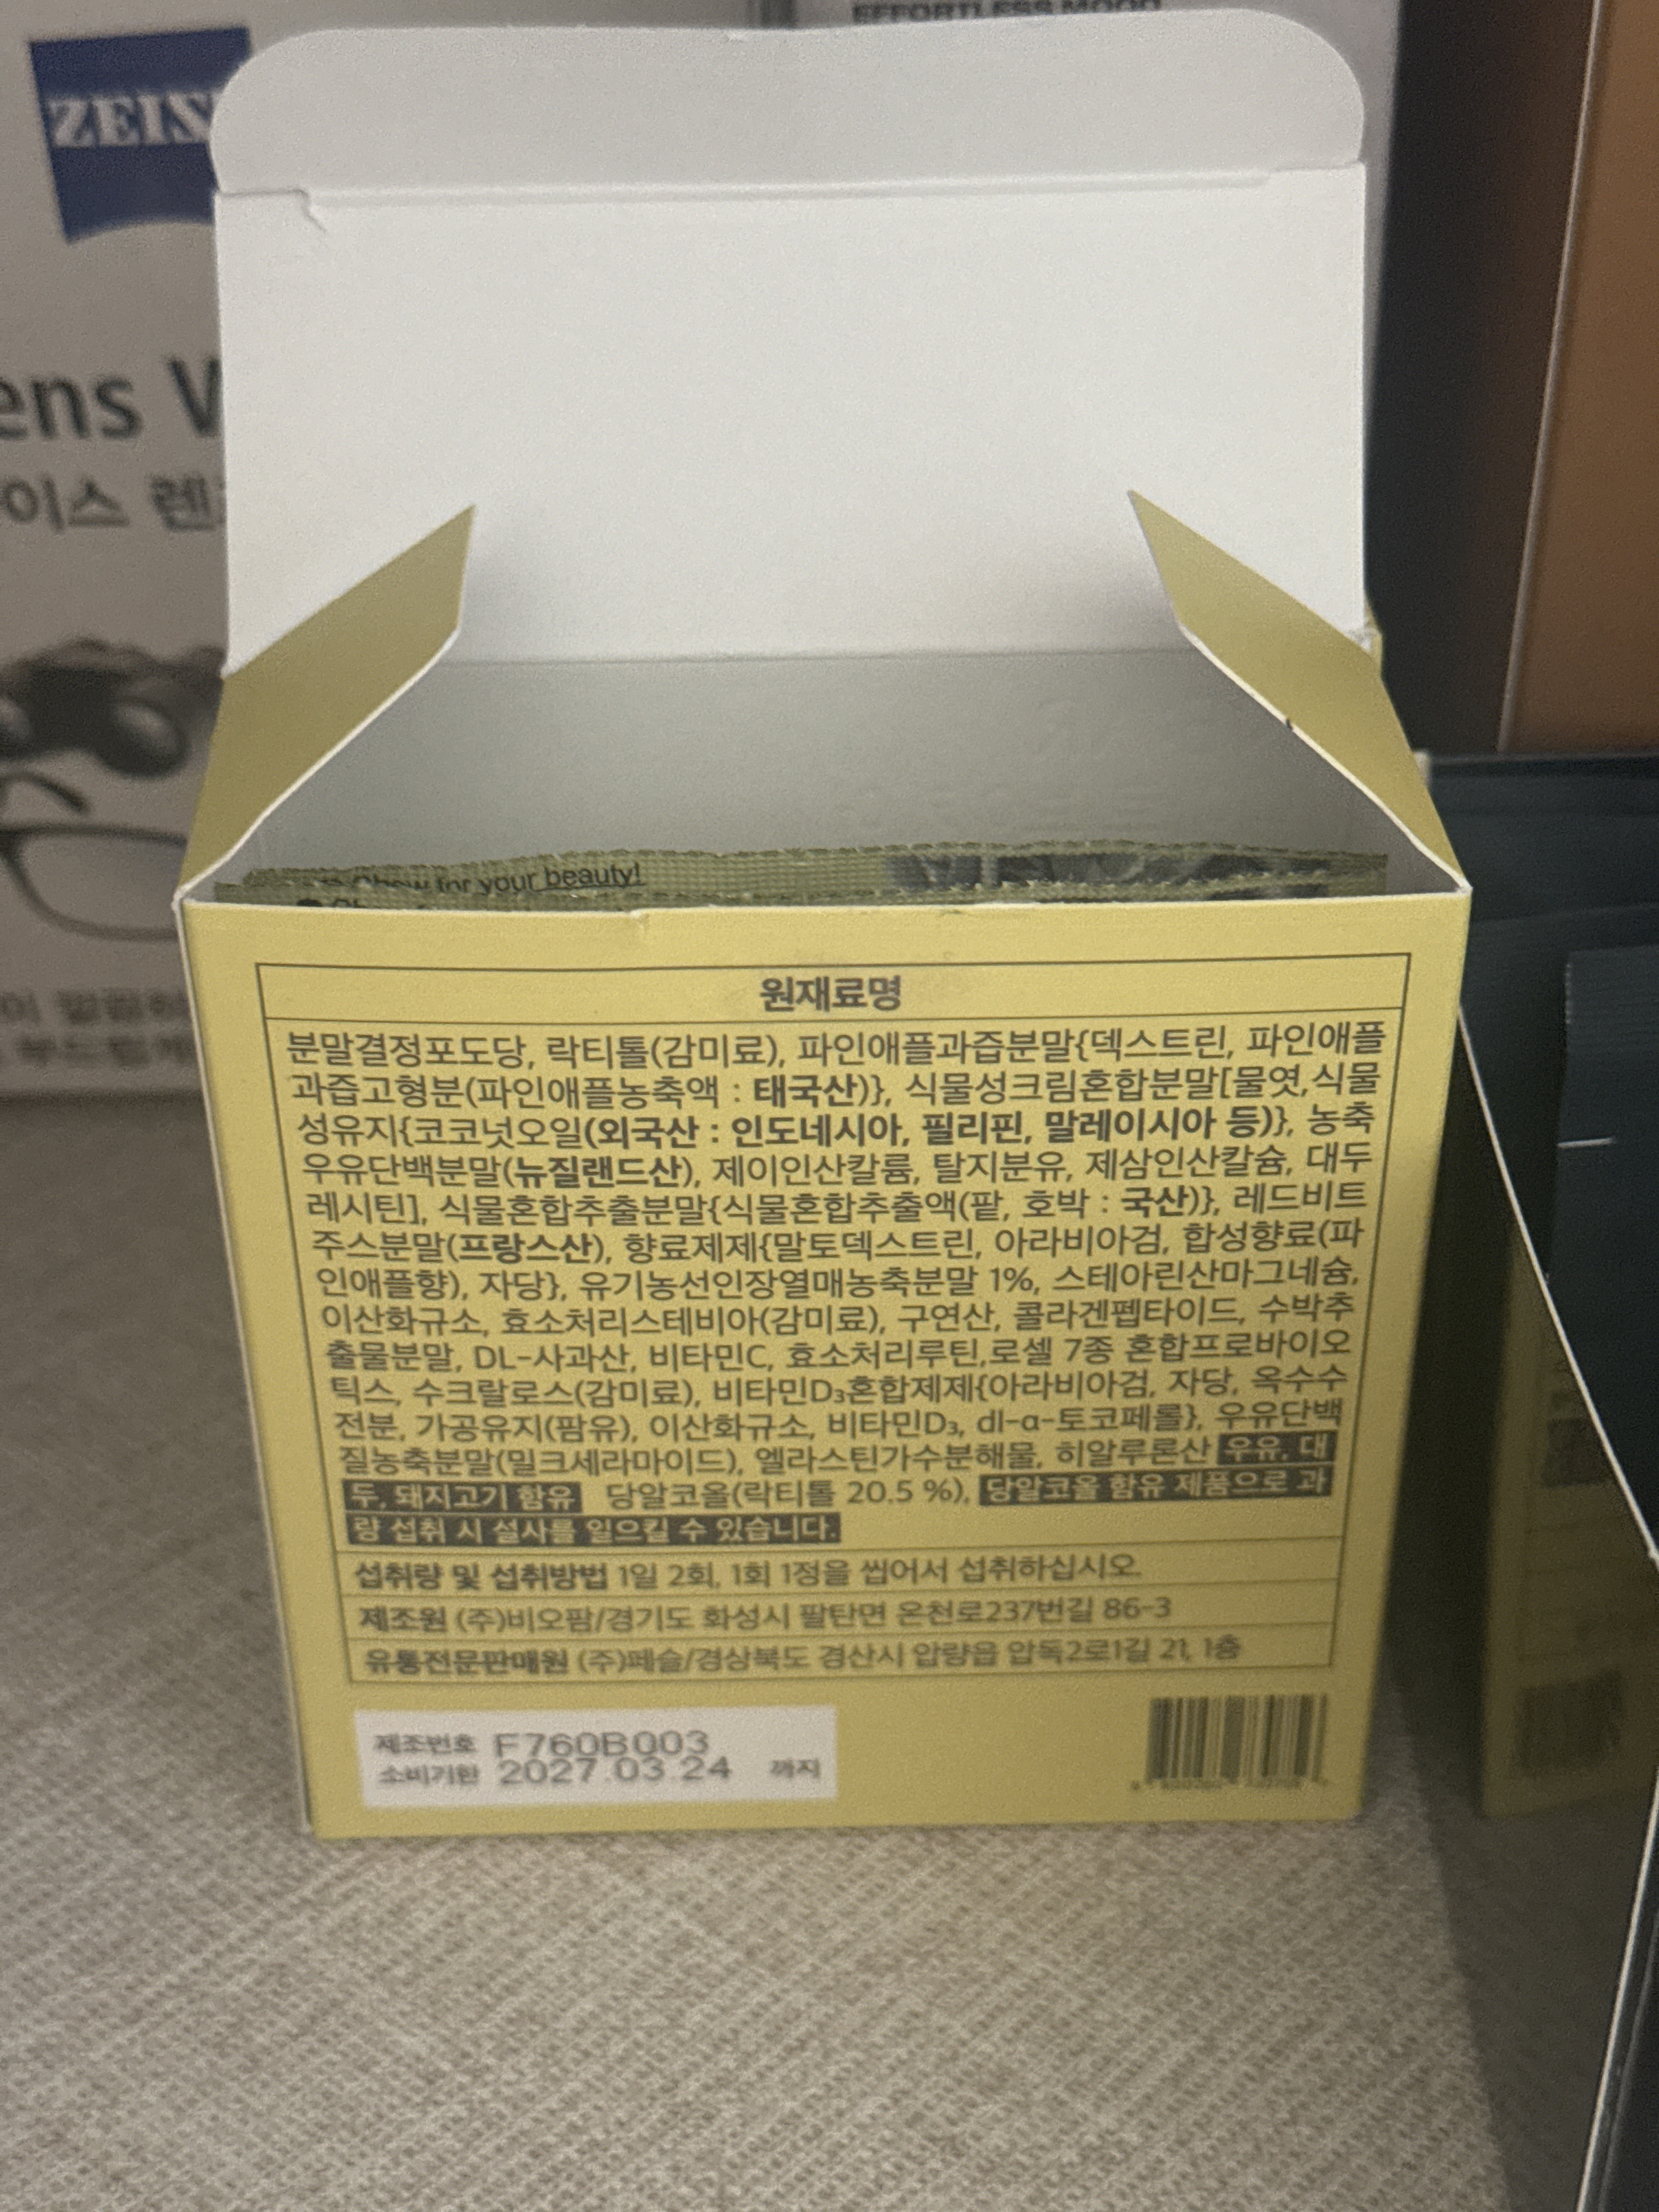 EFFORTLESS MOOD
ZEISS
ens W
이스 렌
Chew for your beauty!
원재료명
분말결정포도당, 락티톨(감미료), 파인애플과즙분말{덱스트린, 파인애플
과즙고형분(파인애플농축액 : 태국산)}, 식물성크림혼합분말[물엿,식물
성유지{코코넛오일(외국산 : 인도네시아, 필리핀, 말레이시아 등)}, 농축
우유단백분말(뉴질랜드산), 제이인산칼륨, 탈지분유, 제삼인산칼슘, 대두
레시틴], 식물혼합추출분말{식물혼합추출액(팥, 호박 : 국산)}, 레드비트
주스분말(프랑스산), 향료제제{말토덱스트린, 아라비아검, 합성향료(파
인애플향), 자당}, 유기농선인장열매농축분말 1%, 스테아린산마그네슘,
이산화규소, 효소처리스테비아(감미료), 구연산, 콜라겐펩타이드, 수박추
출물분말, DL-사과산, 비타민C, 효소처리루틴,로셀 7종 혼합프로바이오
틱스, 수크랄로스(감미료), 비타민D₃혼합제제{아라비아검, 자당, 옥수수
전분, 가공유지(팜유), 이산화규소, 비타민D₃, dl-α-토코페롤}, 우유단백
질농축분말(밀크세라마이드), 엘라스틴가수분해물, 히알루론산 우유, 대
두, 돼지고기 함유 당알코올(락티톨 20.5 %), 당알코올 함유 제품으로 과
량 섭취 시 설사를 일으킬 수 있습니다.
섭취량 및 섭취방법 1일 2회, 1회 1정을 씹어서 섭취하십시오.
제조원 (주)비오팜/경기도 화성시 팔탄면 온천로237번길 86-3
유통전문판매원 (주)페슬/경상북도 경산시 압량읍 압독2로1길 21, 1층
제조번호 F760B003
소비기한 2027.03.24 까지